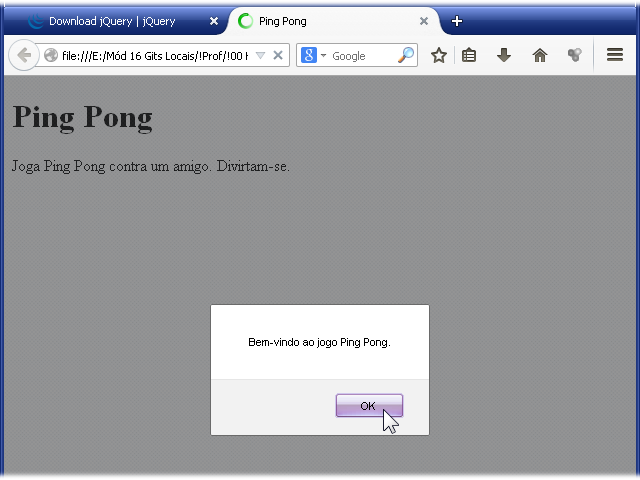 Download jQuery | jQuery
Ping Pong
file:///E:/Mód 16 Gits Locais/!Prof/!00 H
Google
Ping Pong
Joga Ping Pong contra um amigo. Divirtam-se.
Bem-vindo ao jogo Ping Pong.
OK